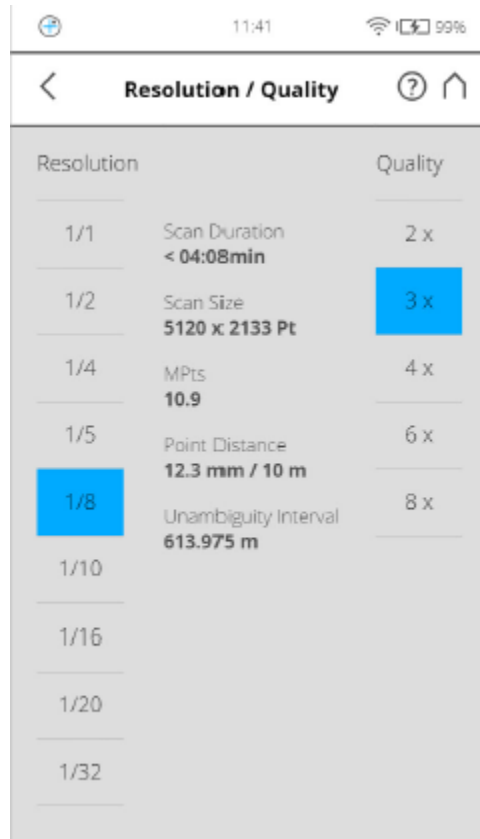 11:41 99%
Resolution / Quality ?
Resolution Quality
1/1
1/2
1/4
1/5
1/8
1/10
1/16
1/20
1/32
Scan Duration
< 04:08min
Scan Size
5120 x 2133 Pt
MPts
10.9
Point Distance
12.3 mm / 10 m
Unambiguity Interval
613.975 m
2 x
3 x
4 x
6 x
8 x